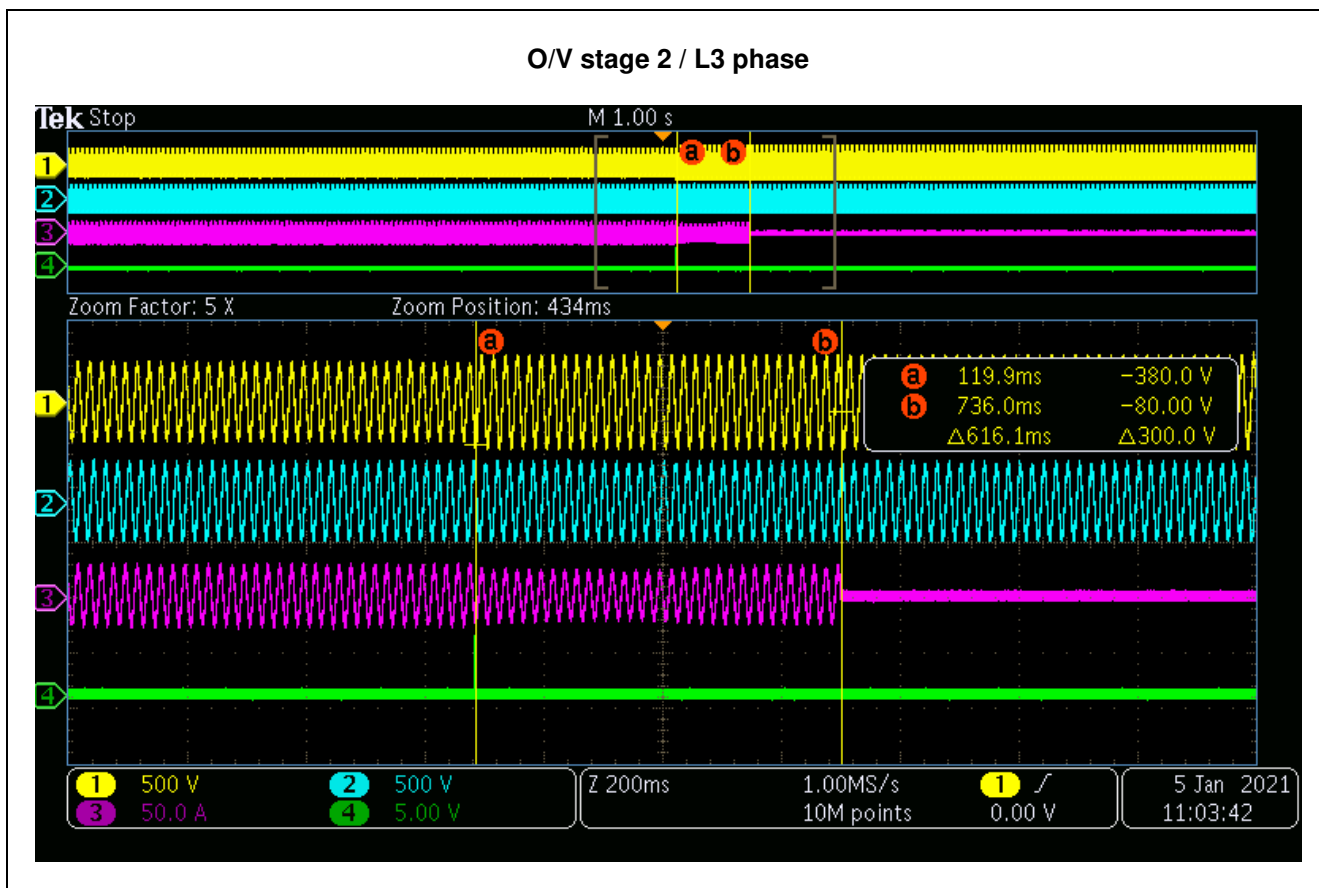 O/V stage 2 / L3 phase
Tek Stop
M 1.00 s
1
a b
2
3
4
Zoom Factor: 5 X
Zoom Position: 434ms
a b
a 119.9ms -380.0 V
b 736.0ms -80.00 V
Δ616.1ms Δ300.0 V
1
2
3
4
1 500 V 2 500 V
3 50.0 A 4 5.00 V
Z 200ms 1.00MS/s 1 0.00 V
10M points
5 Jan 2021
11:03:42